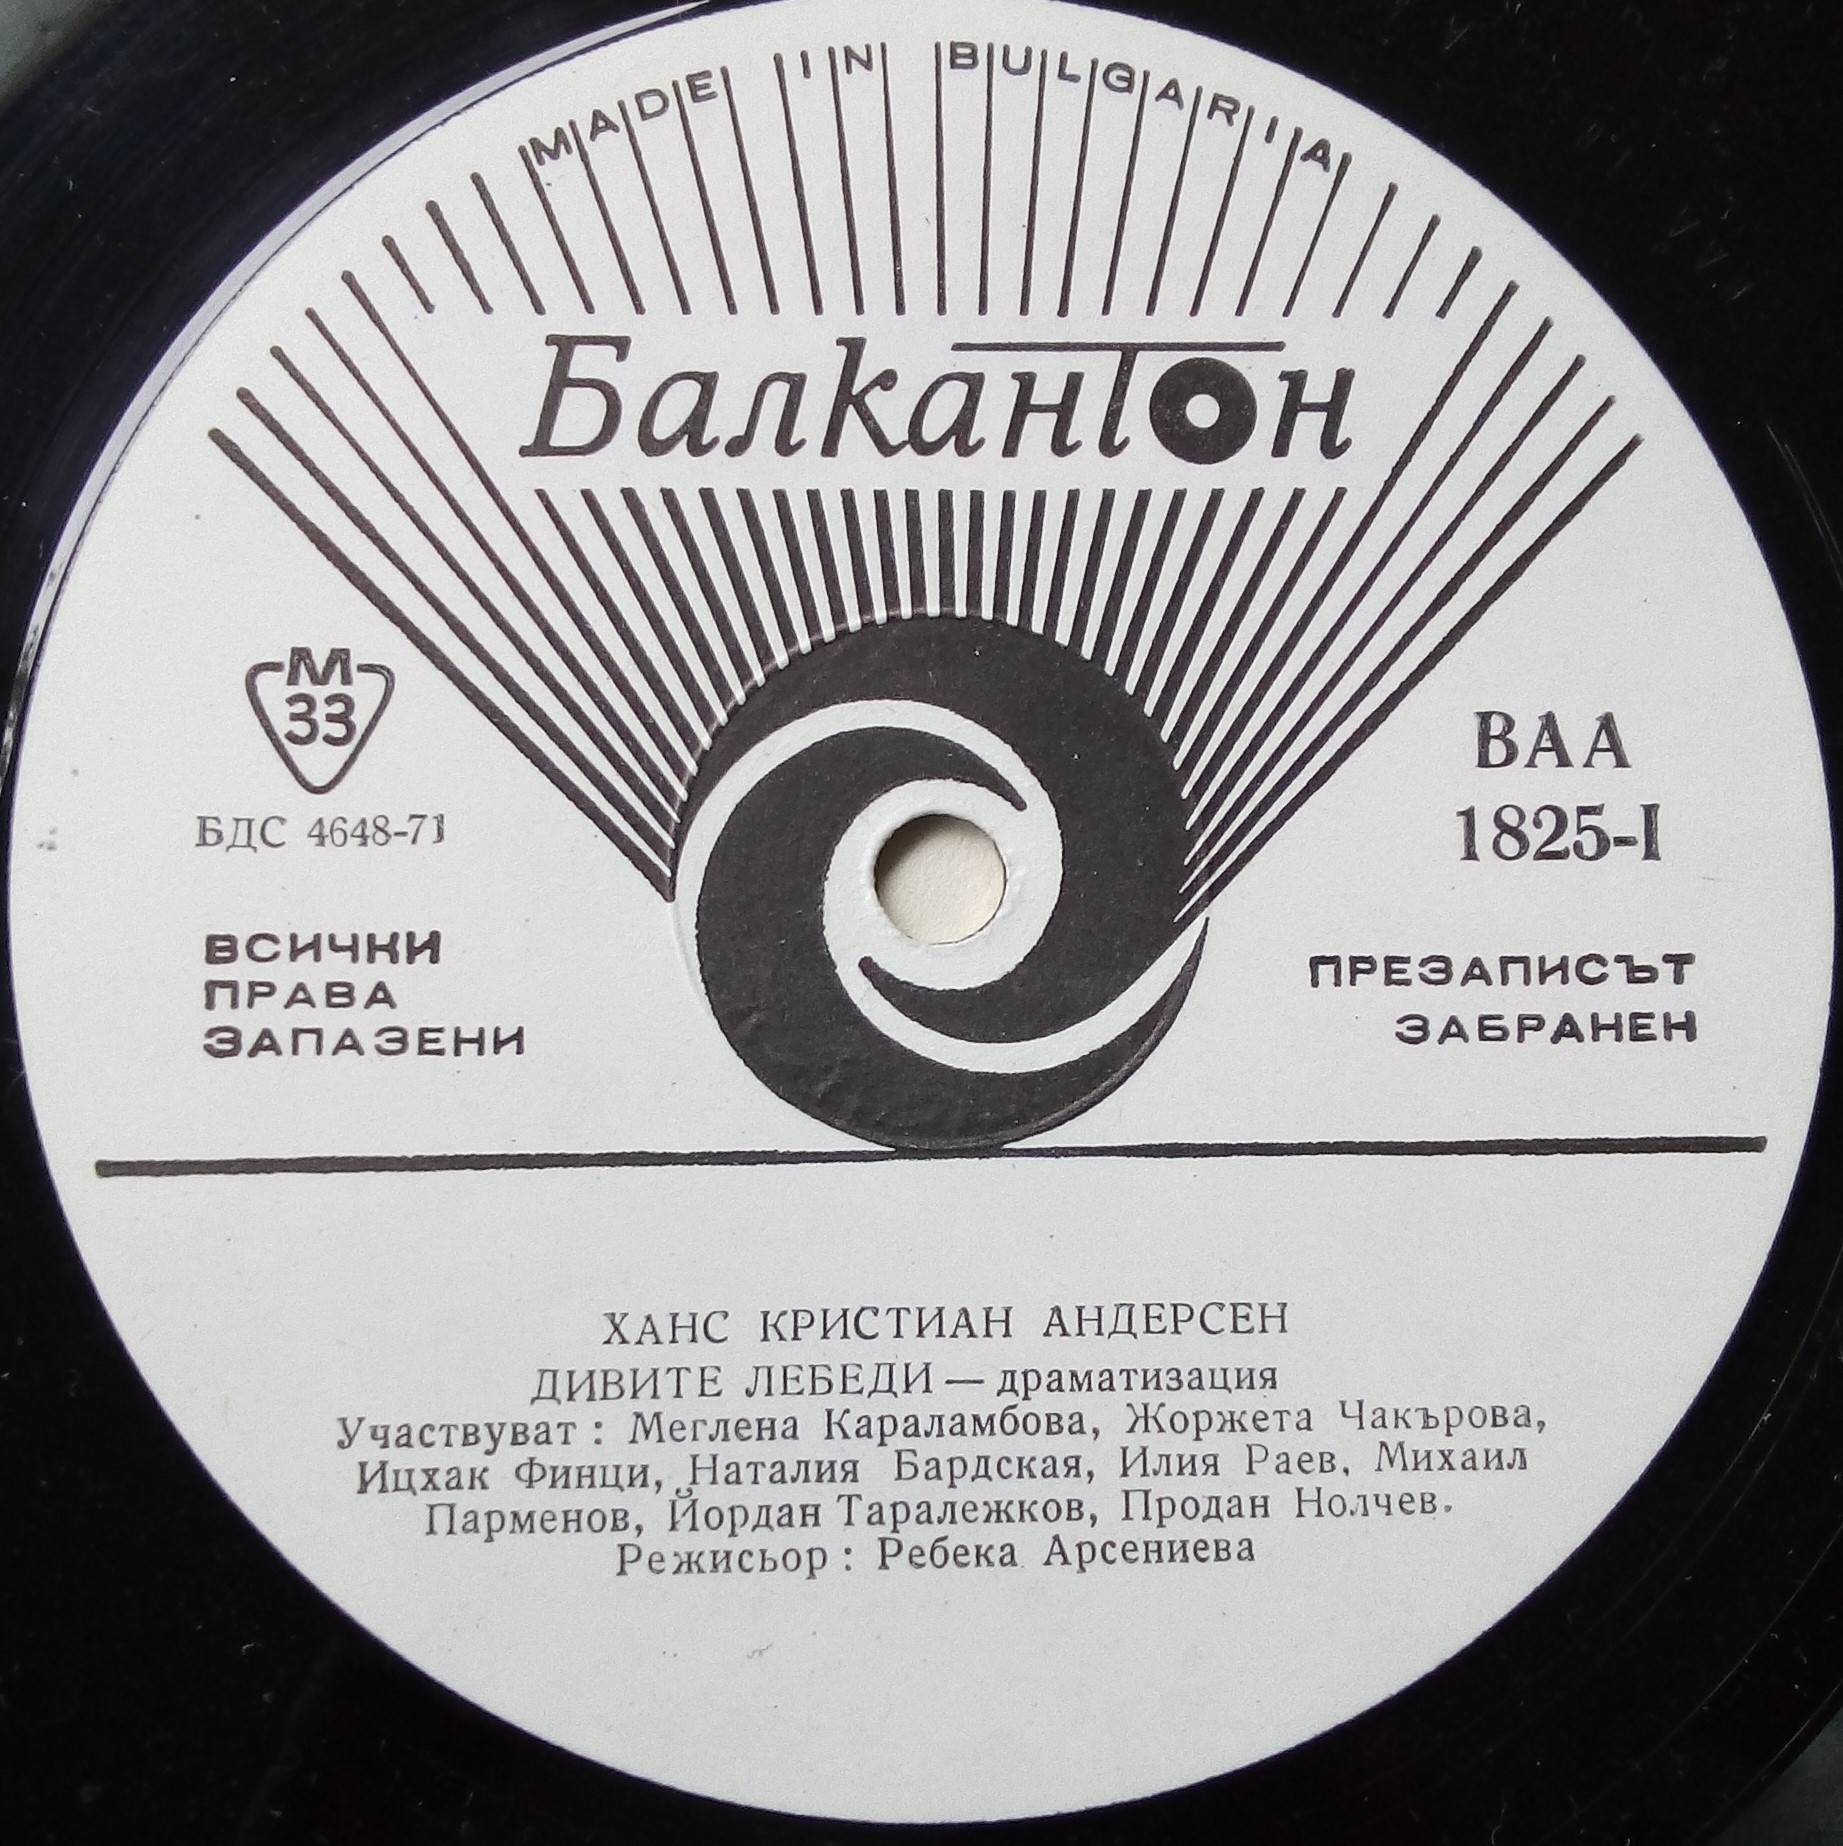 MADE IN BULGARIA
Балкантон
М
33
БДС 4648-71
ВАА
1825-I
ВСИЧКИ
ПРАВА
ЗАПАЗЕНИ
ПРЕЗАПИСЪТ
ЗАБРАНЕН
ХАНС КРИСТИАН АНДЕРСЕН
ДИВИТЕ ЛЕБЕДИ — драматизация
Участвуват : Меглена Караламбова, Жоржета Чакърова,
Ицхак Финци, Наталия Бардская, Илия Раев, Михаил
Парменов, Йордан Таралежков, Продан Нолчев.
Режисьор : Ребека Арсениева